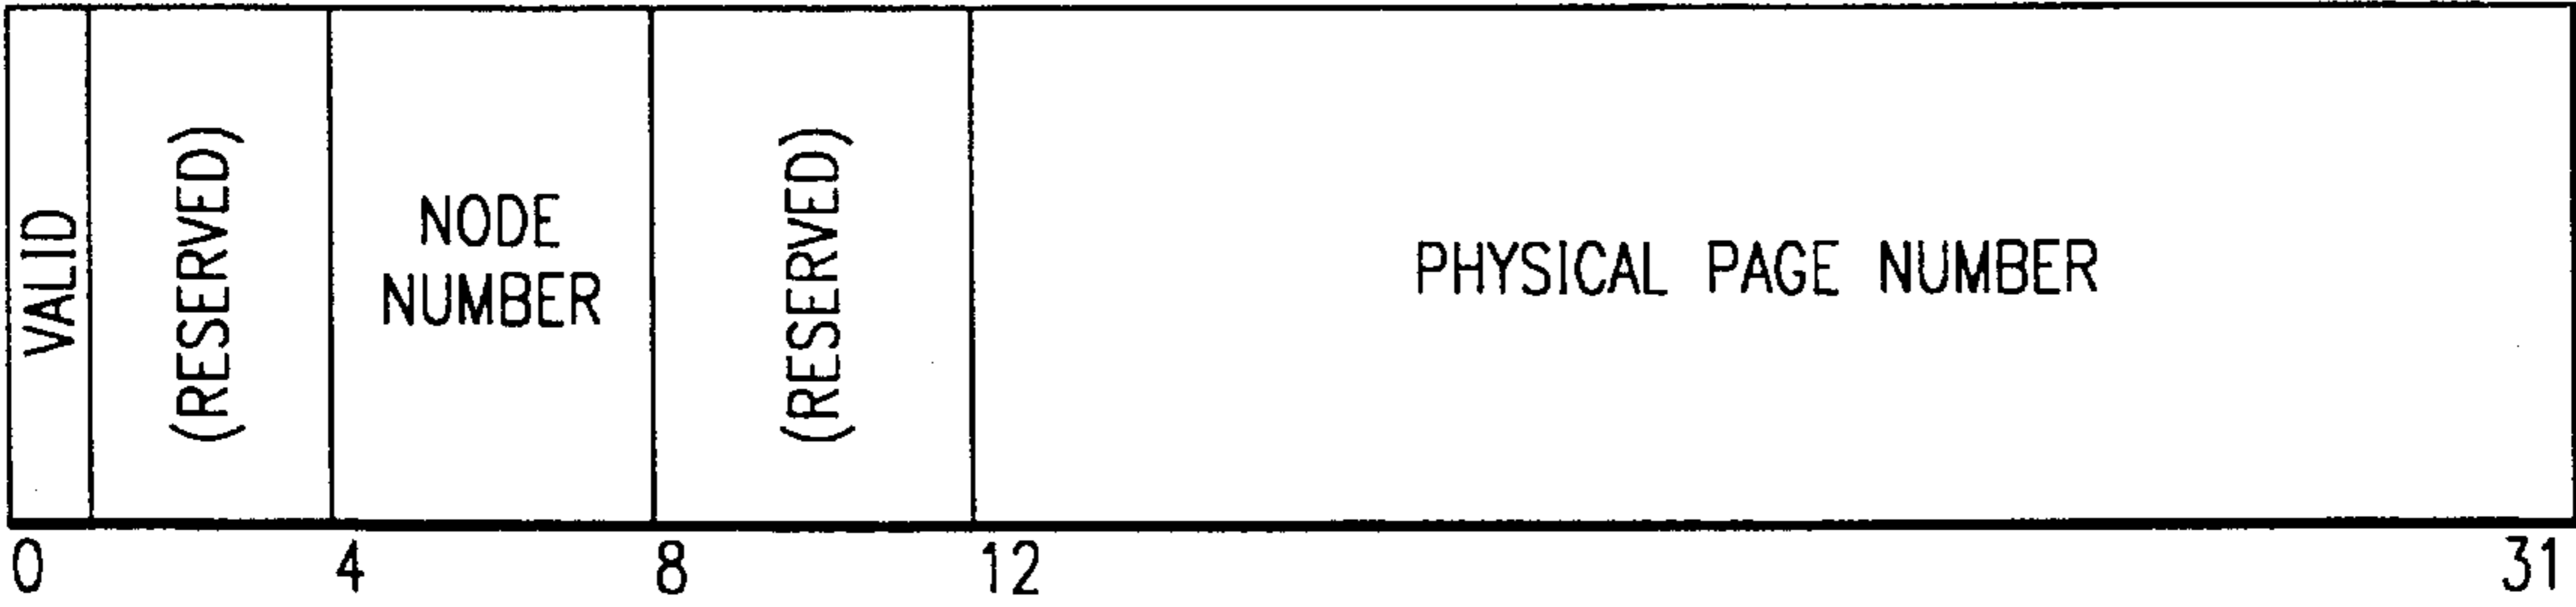 VALID
(RESERVED)
NODE
NUMBER
(RESERVED)
PHYSICAL PAGE NUMBER
0
4
8
12
31